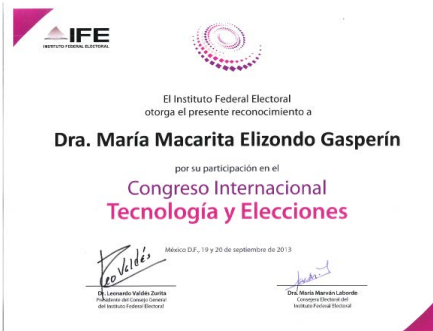 IFE
INSTITUTO FEDERAL ELECTORAL
El Instituto Federal Electoral
otorga el presente reconocimiento a
Dra. María Macarita Elizondo Gasperín
por su participación en el
Congreso Internacional
Tecnología y Elecciones
México D.F., 19 y 20 de septiembre de 2013
Leo Valdés
Dr. Leonardo Valdés Zurita
Presidente del Consejo General
del Instituto Federal Electoral
Dra. María Marván Laborde
Consejera Electoral del
Instituto Federal Electoral